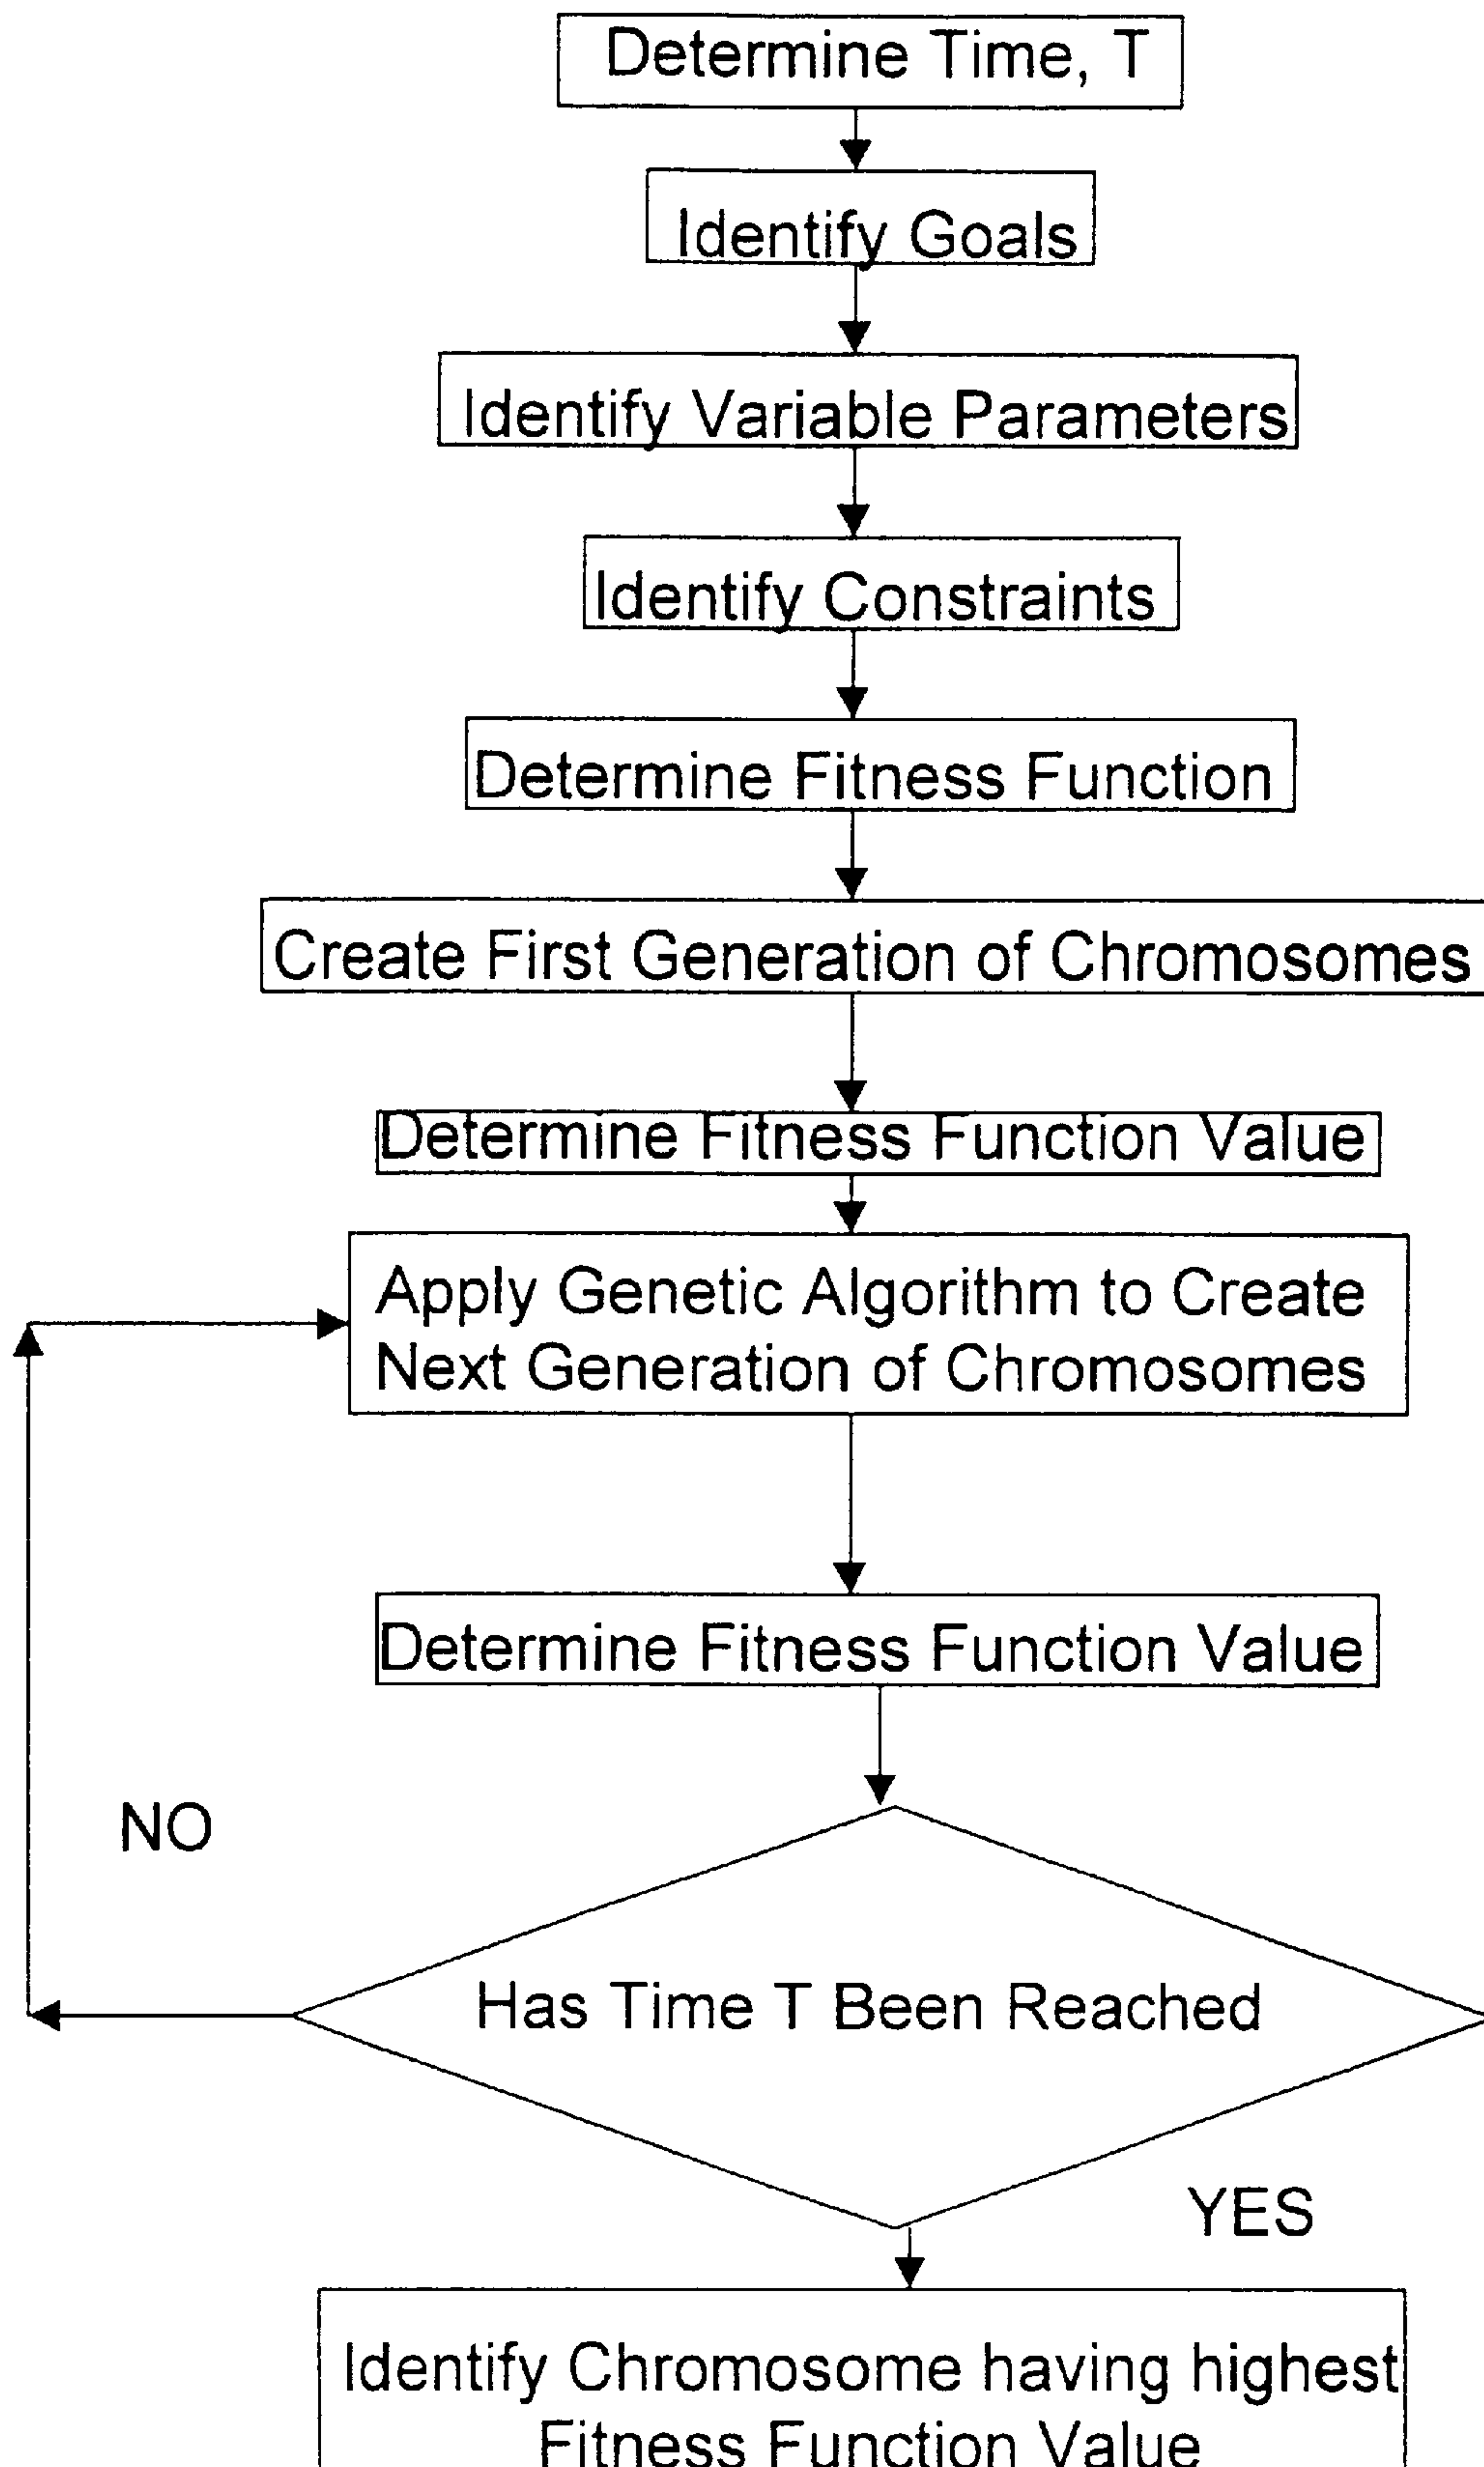 Determine Time, T
Identify Goals
Identify Variable Parameters
Identify Constraints
Determine Fitness Function
Create First Generation of Chromosomes
Determine Fitness Function Value
Apply Genetic Algorithm to Create
Next Generation of Chromosomes
Determine Fitness Function Value
NO
Has Time T Been Reached
YES
Identify Chromosome having highest
Fitness Function Value